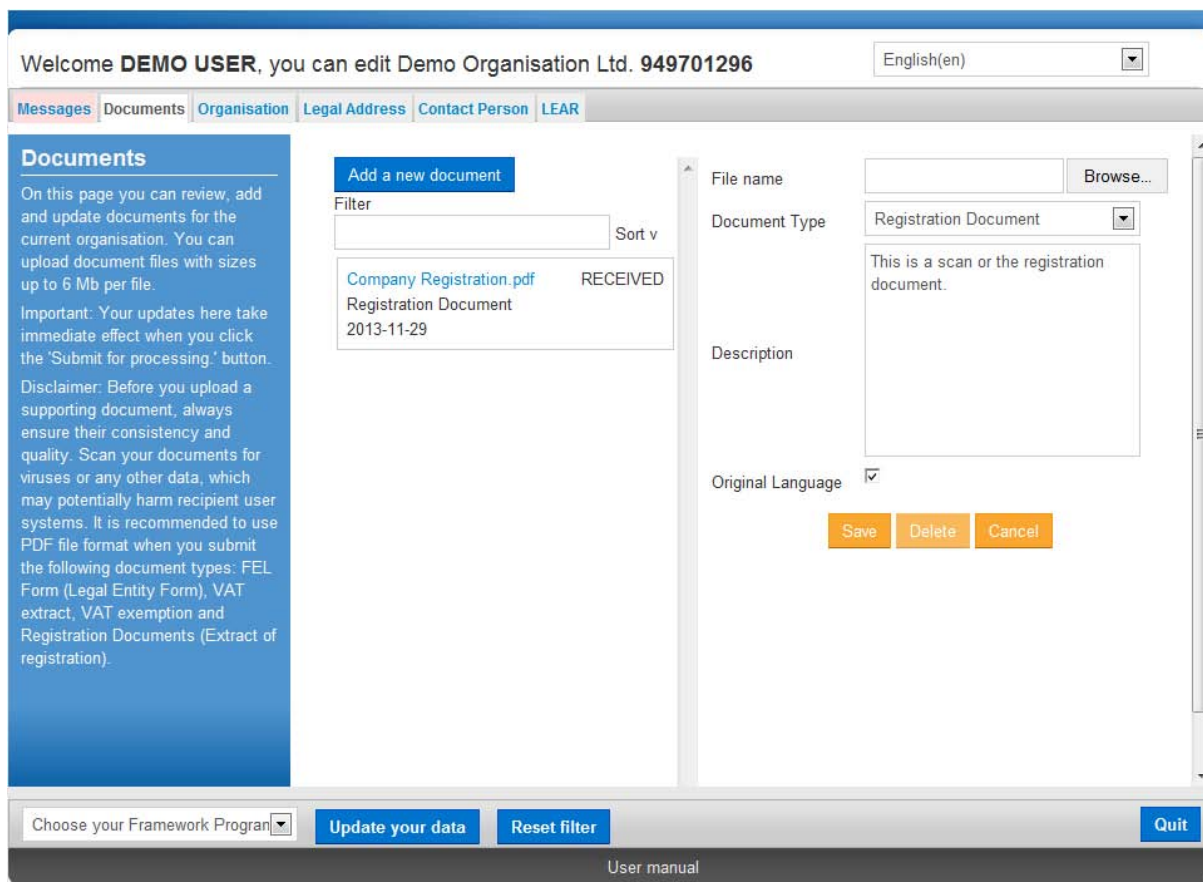 Welcome DEMO USER, you can edit Demo Organisation Ltd. 949701296
English(en)
Messages Documents Organisation Legal Address Contact Person LEAR
Documents
On this page you can review, add
and update documents for the
current organisation. You can
upload document files with sizes
up to 6 Mb per file.
Important: Your updates here take
immediate effect when you click
the 'Submit for processing.' button.
Disclaimer: Before you upload a
supporting document, always
ensure their consistency and
quality. Scan your documents for
viruses or any other data, which
may potentially harm recipient user
systems. It is recommended to use
PDF file format when you submit
the following document types: FEL
Form (Legal Entity Form), VAT
extract, VAT exemption and
Registration Documents (Extract of
registration).
Add a new document
Filter
Sort v
Company Registration.pdf RECEIVED
Registration Document
2013-11-29
File name Browse...
Document Type Registration Document
This is a scan or the registration
document.
Description
Original Language
Save Delete Cancel
Choose your Framework Progran Update your data Reset filter Quit
User manual